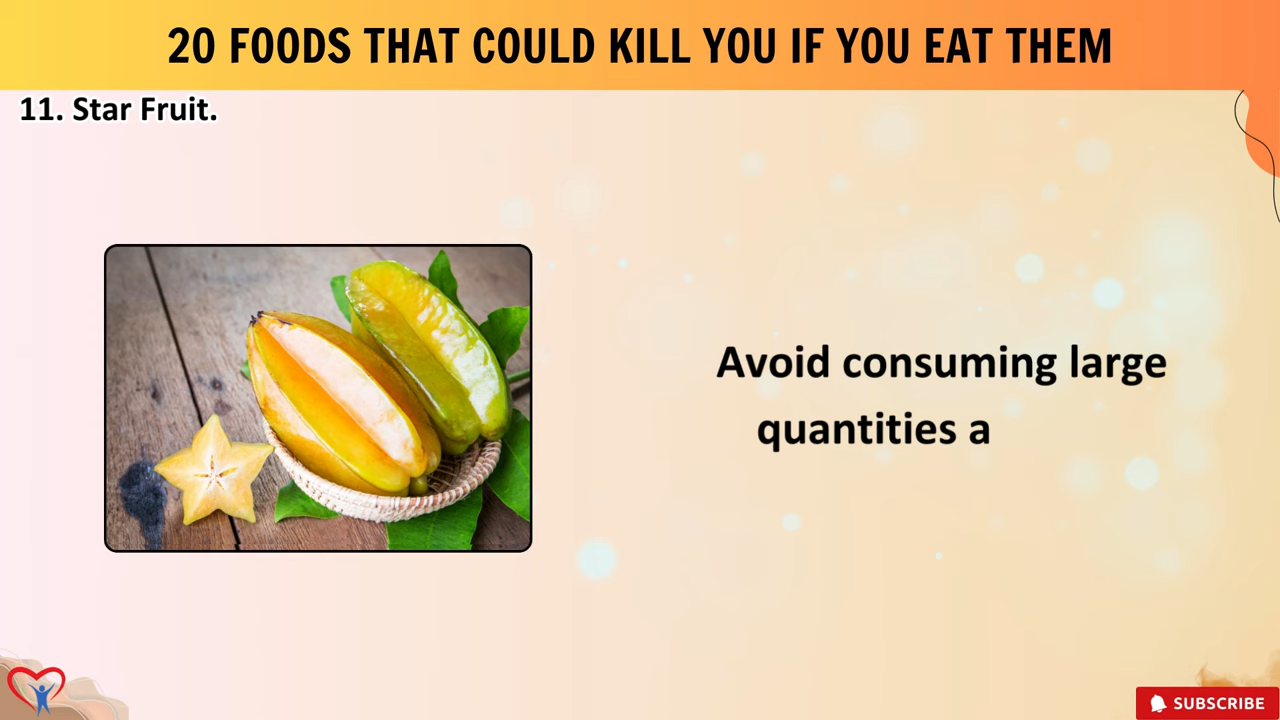 20 FOODS THAT COULD KILL YOU IF YOU EAT THEM
11. Star Fruit.
Avoid consuming large
quantities a
SUBSCRIBE